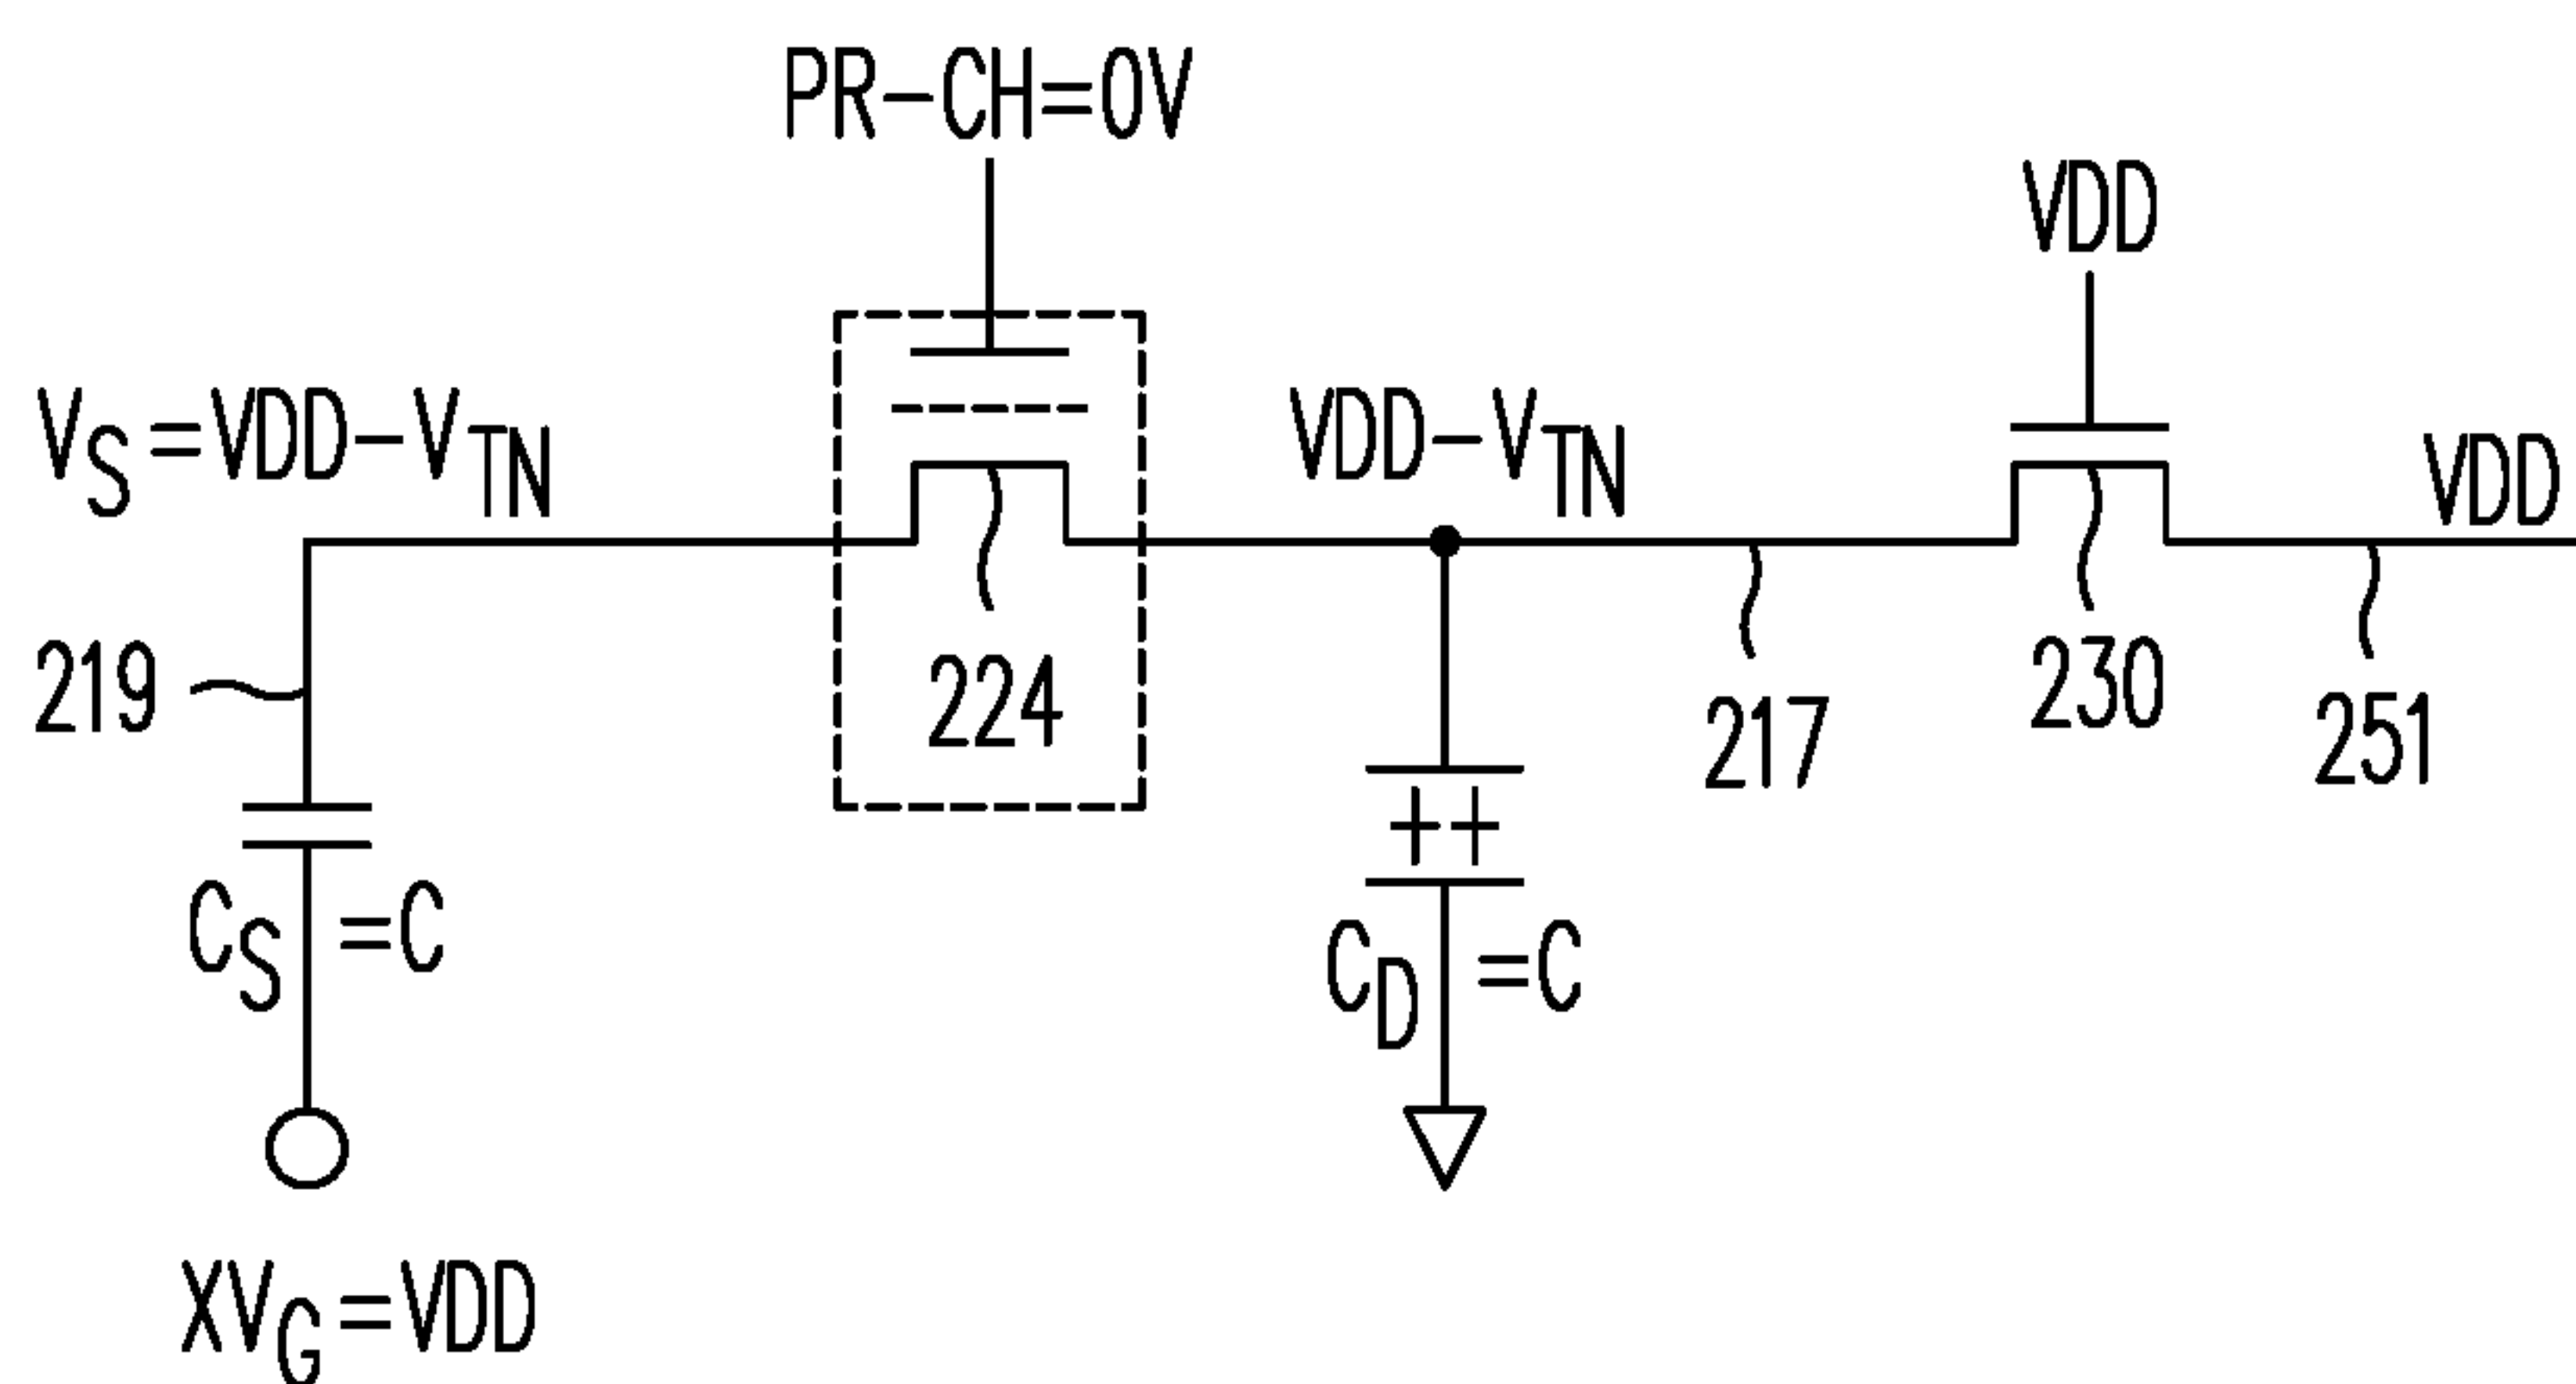 PR-CH=0V
VDD
V_S=VDD-V_TN
VDD-V_TN
VDD
219
224
217
230
251
++
C_S=C
C_D=C
XV_G=VDD